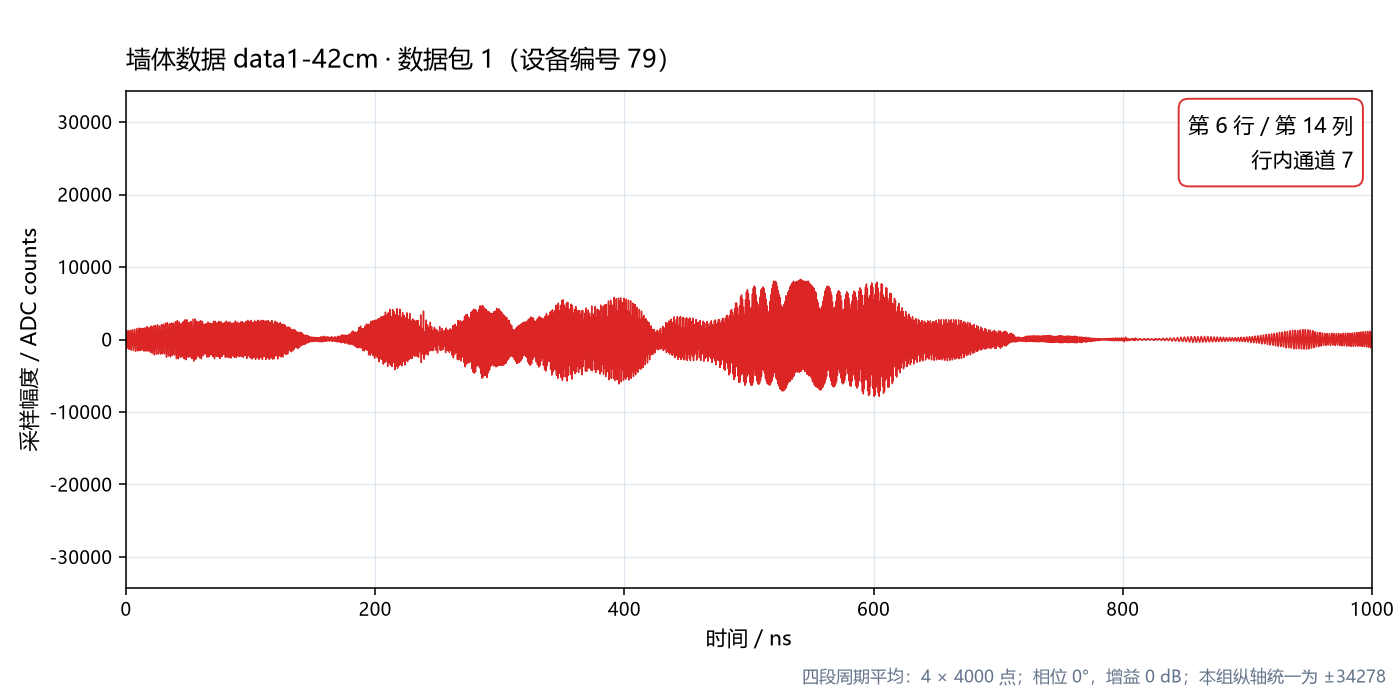 墙体数据 data1-42cm · 数据包 1（设备编号 79）
第 6 行 / 第 14 列
行内通道 7
采样幅度 / ADC counts
30000
20000
10000
0
-10000
-20000
-30000
0
200
400
600
800
1000
时间 / ns
四段周期平均：4 × 4000 点；相位 0°，增益 0 dB；本组纵轴统一为 ±34278